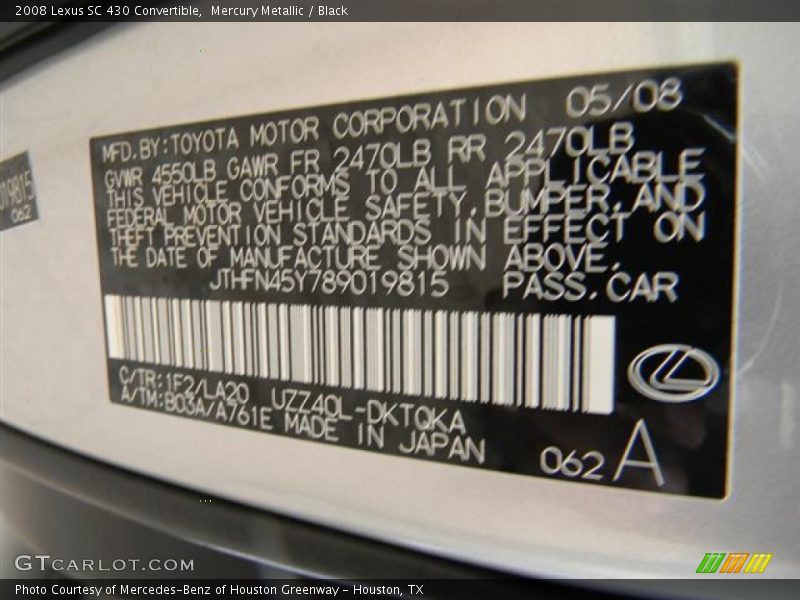 2008 Lexus SC 430 Convertible, Mercury Metallic / Black
MFD.BY:TOYOTA MOTOR CORPORATION 05/08
GVWR 4550LB GAWR FR 2470LB RR 2470LB
THIS VEHICLE CONFORMS TO ALL APPLICABLE
FEDERAL MOTOR VEHICLE SAFETY,BUMPER,AND
THEFT PREVENTION STANDARDS IN EFFECT ON
THE DATE OF MANUFACTURE SHOWN ABOVE.
JTHFN45Y789019815 PASS.CAR
019815
062
C/TR:1F2/LA20 UZZ40L-DKTQKA
A/TM:B03A/A761E MADE IN JAPAN
062 A
GTCARLOT.COM
Photo Courtesy of Mercedes-Benz of Houston Greenway - Houston, TX